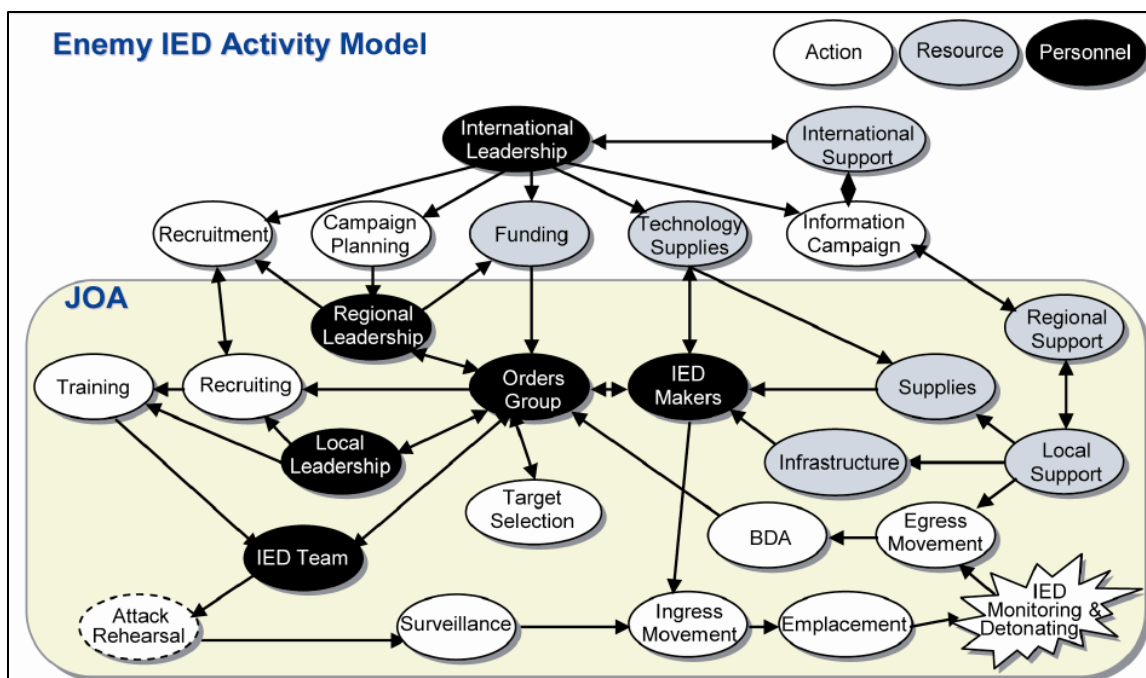 Enemy IED Activity Model
Action
Resource
Personnel
International
Leadership
International
Support
Recruitment
Campaign
Planning
Funding
Technology
Supplies
Information
Campaign
JOA
Regional
Leadership
Regional
Support
Training
Recruiting
Orders
Group
IED
Makers
Supplies
Local
Leadership
Infrastructure
Local
Support
Target
Selection
BDA
Egress
Movement
IED Team
Attack
Rehearsal
Surveillance
Ingress
Movement
Emplacement
IED
Monitoring &
Detonating